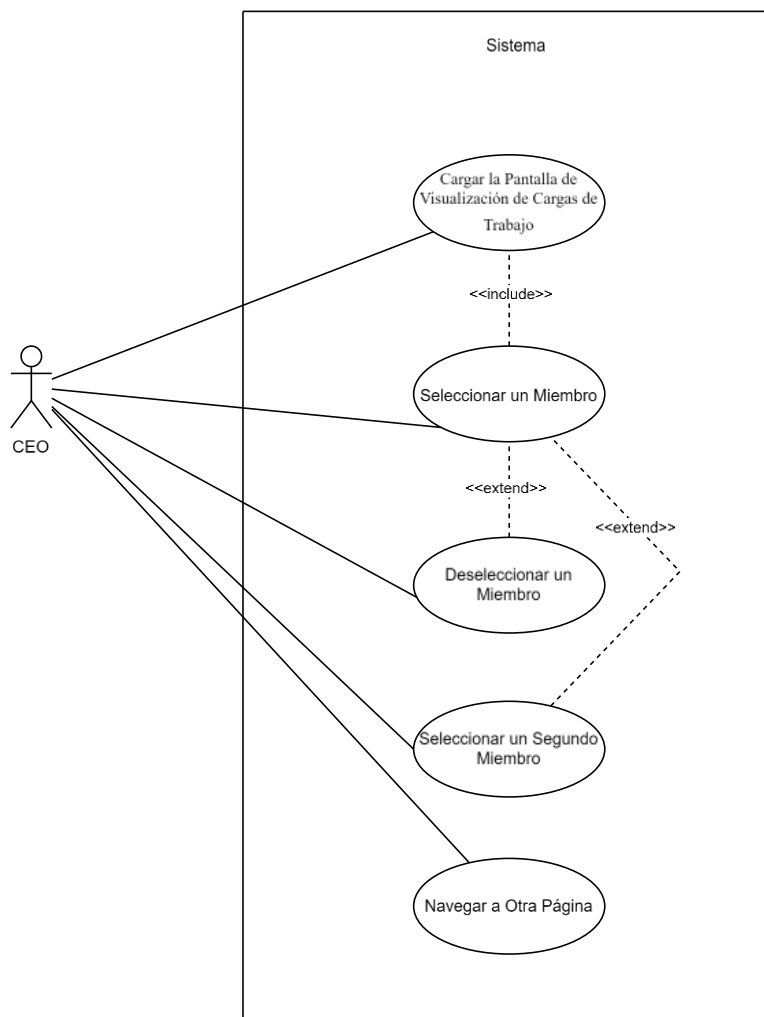 Sistema
Cargar la Pantalla de
Visualización de Cargas de
Trabajo
<<include>>
Seleccionar un Miembro
CEO
<<extend>>
<<extend>>
Deseleccionar un
Miembro
Seleccionar un Segundo
Miembro
Navegar a Otra Página